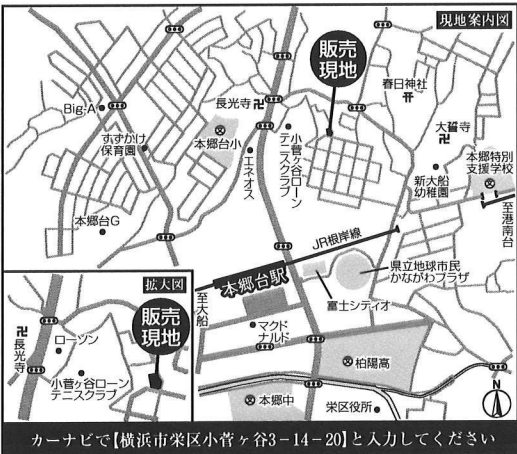 現地案内図
販売
現地
春日神社
Big-A
長光寺
大誓寺
すずかけ
保育園
本郷台小
エネオス
小菅ヶ谷ローン
テニスクラブ
新大船
幼稚園
本郷特別
支援学校
至港南台
本郷台G
JR根岸線
本郷台駅
県立地球市民
かながわプラザ
富士シティオ
至大船
マクド
ナルド
柏陽高
本郷中
栄区役所
N
拡大図
販売
現地
ローソン
長光寺
小菅ヶ谷ローン
テニスクラブ
カーナビで【横浜市栄区小菅ヶ谷3-14-20】と入力してください